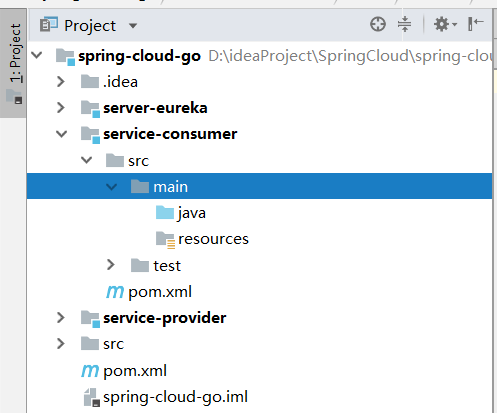 1: Project
Project
spring-cloud-go D:\ideaProject\SpringCloud\spring-clou
.idea
server-eureka
service-consumer
src
main
java
resources
test
pom.xml
service-provider
src
pom.xml
spring-cloud-go.iml